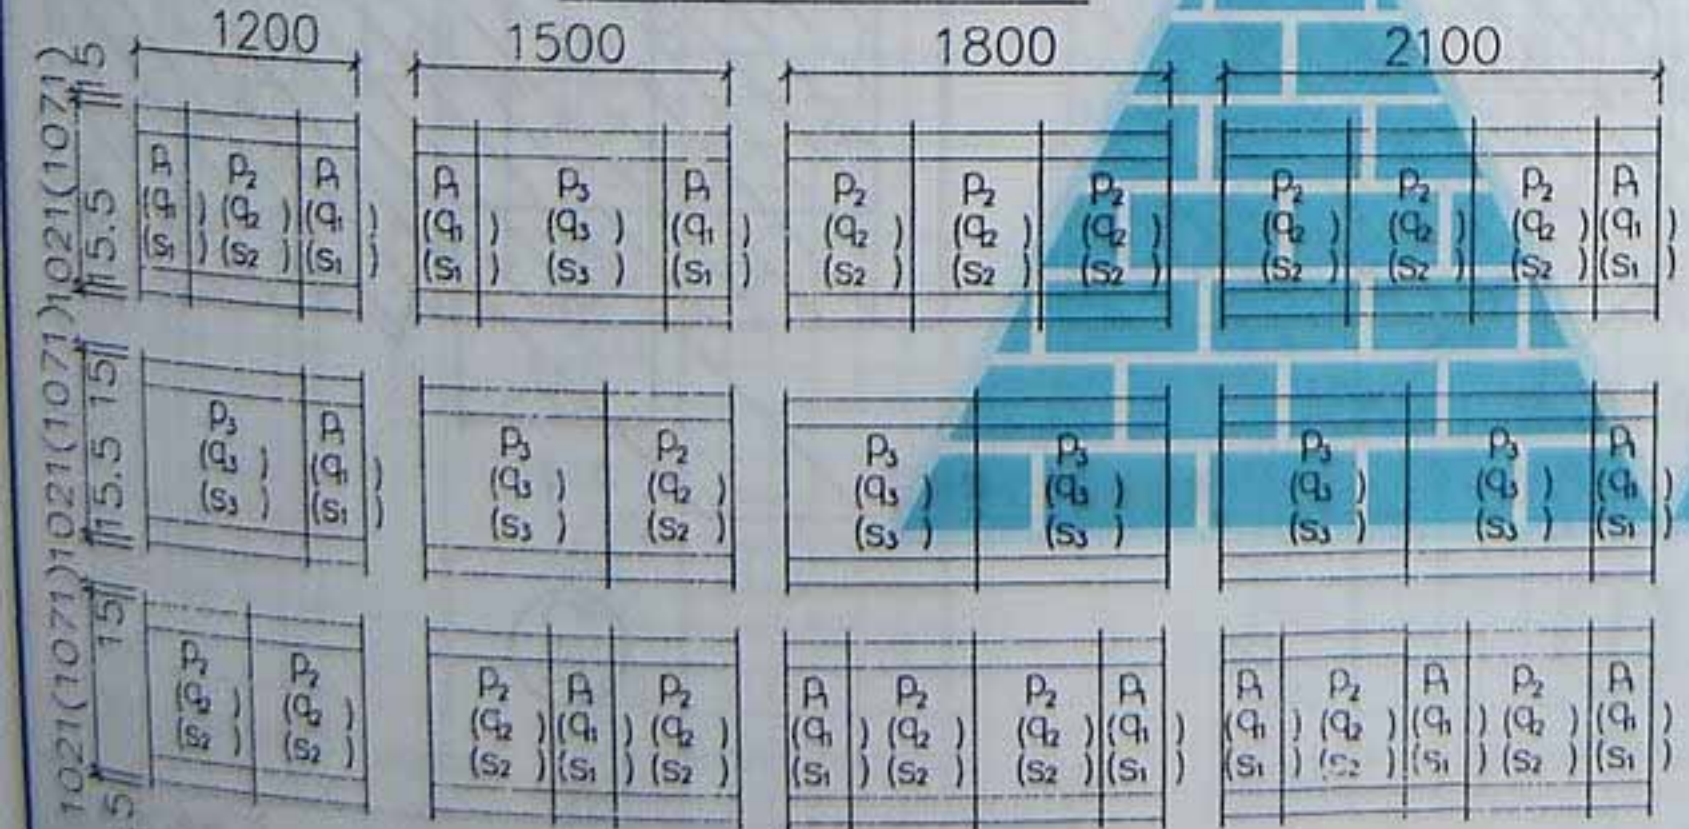 1200 1500 1800 2100
1021(1071)1021(1071)1021(1071)
15 15.5 15 15.5 15 15
P1 P2 P1 P1 P3 P1 P2 P2 P2 P2 P2 P2 P1
(q1 ) (q2 ) (q1 ) (q1 ) (q3 ) (q1 ) (q2 ) (q2 ) (q2 ) (q2 ) (q2 ) (q2 ) (q1 )
(s1 ) (s2 ) (s1 ) (s1 ) (s3 ) (s1 ) (s2 ) (s2 ) (s2 ) (s2 ) (s2 ) (s2 ) (s1 )
P3 P1 P3 P2 P3 P3 P3 P3 P1
(q3 ) (q1 ) (q3 ) (q2 ) (q3 ) (q3 ) (q3 ) (q3 ) (q1 )
(s3 ) (s1 ) (s3 ) (s2 ) (s3 ) (s3 ) (s3 ) (s3 ) (s1 )
P2 P2 P2 P1 P2 P1 P2 P2 P1 P1 P2 P1 P2 P1
(q2 ) (q2 ) (q2 ) (q1 ) (q2 ) (q1 ) (q2 ) (q2 ) (q1 ) (q1 ) (q2 ) (q1 ) (q2 ) (q1 )
(s2 ) (s2 ) (s2 ) (s1 ) (s2 ) (s1 ) (s2 ) (s2 ) (s1 ) (s1 ) (s2 ) (s1 ) (s2 ) (s1 )